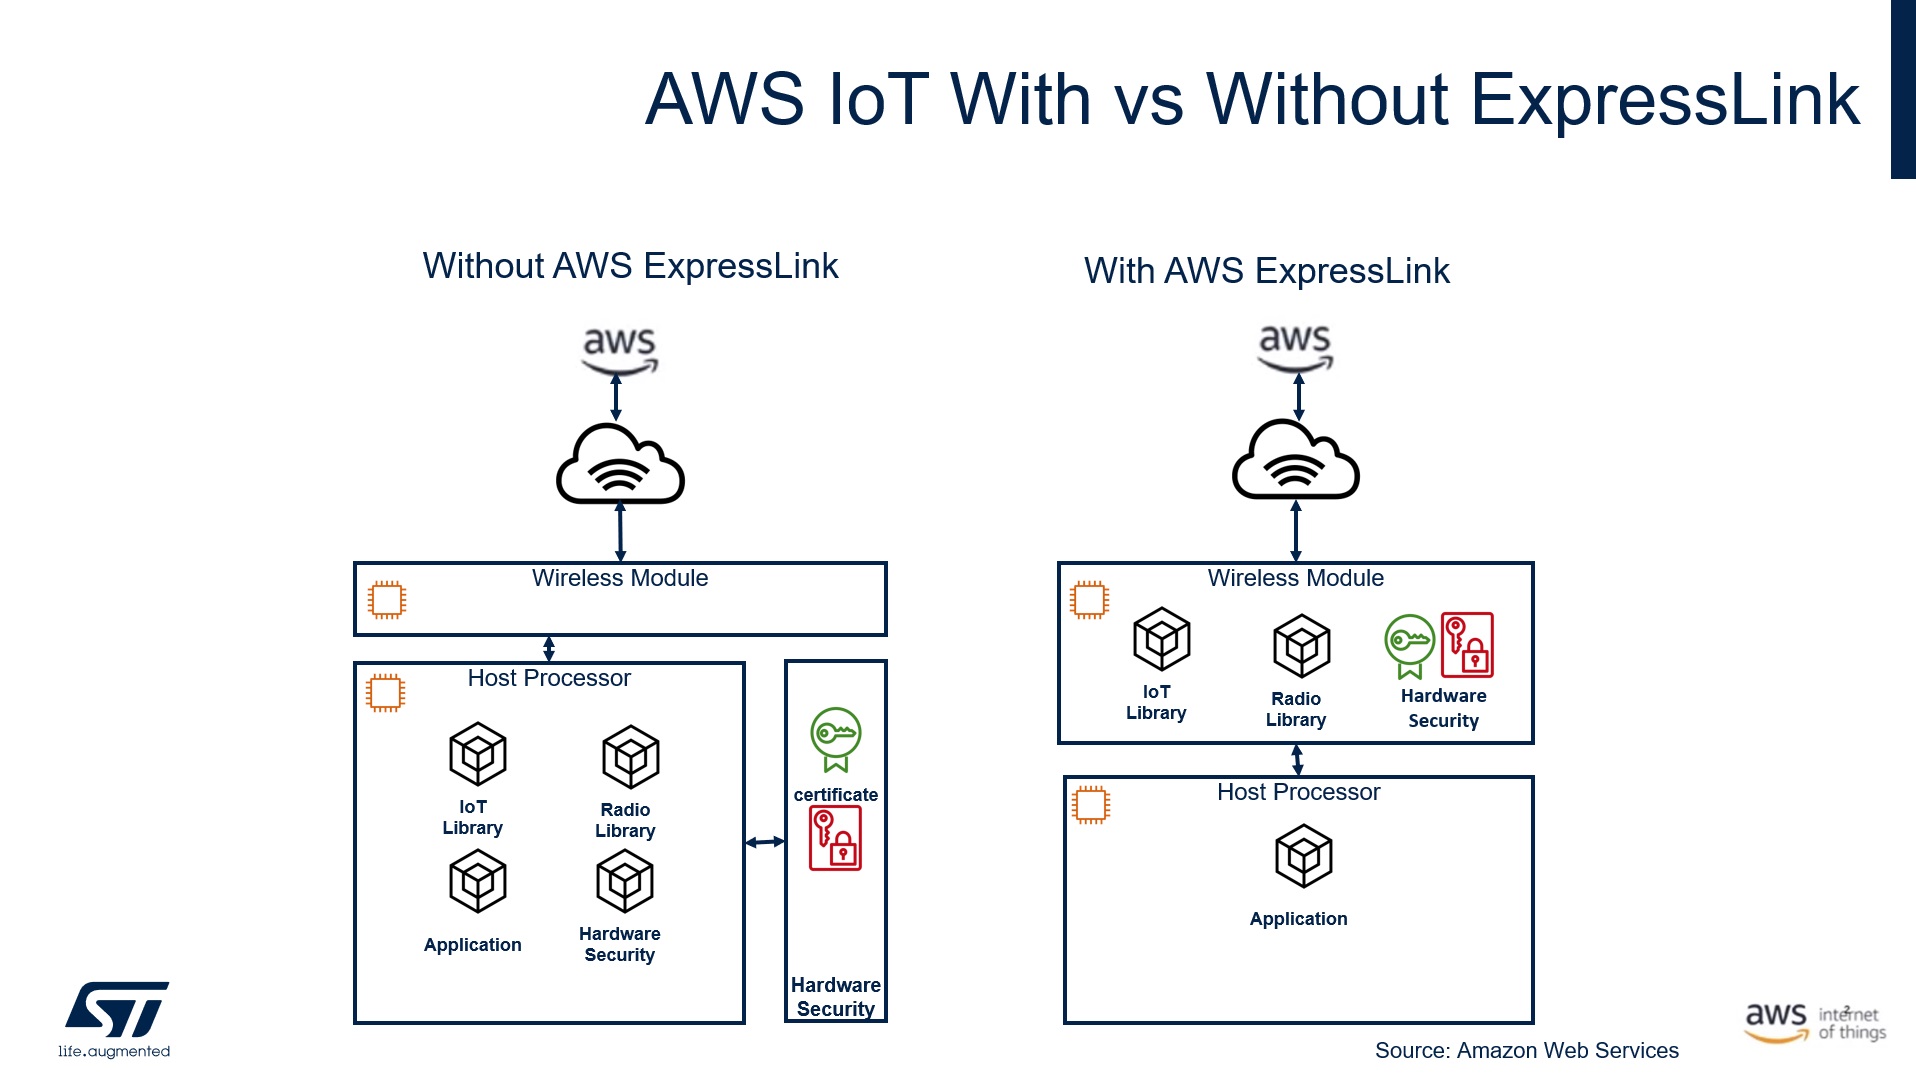 AWS IoT With vs Without ExpressLink
Without AWS ExpressLink
aws
Wireless Module
Host Processor
IoT
Library
Radio
Library
Application
Hardware
Security
certificate
Hardware
Security
With AWS ExpressLink
aws
Wireless Module
IoT
Library
Radio
Library
Hardware
Security
Host Processor
Application
ST
life.augmented
Source: Amazon Web Services
aws
internet
of things
2